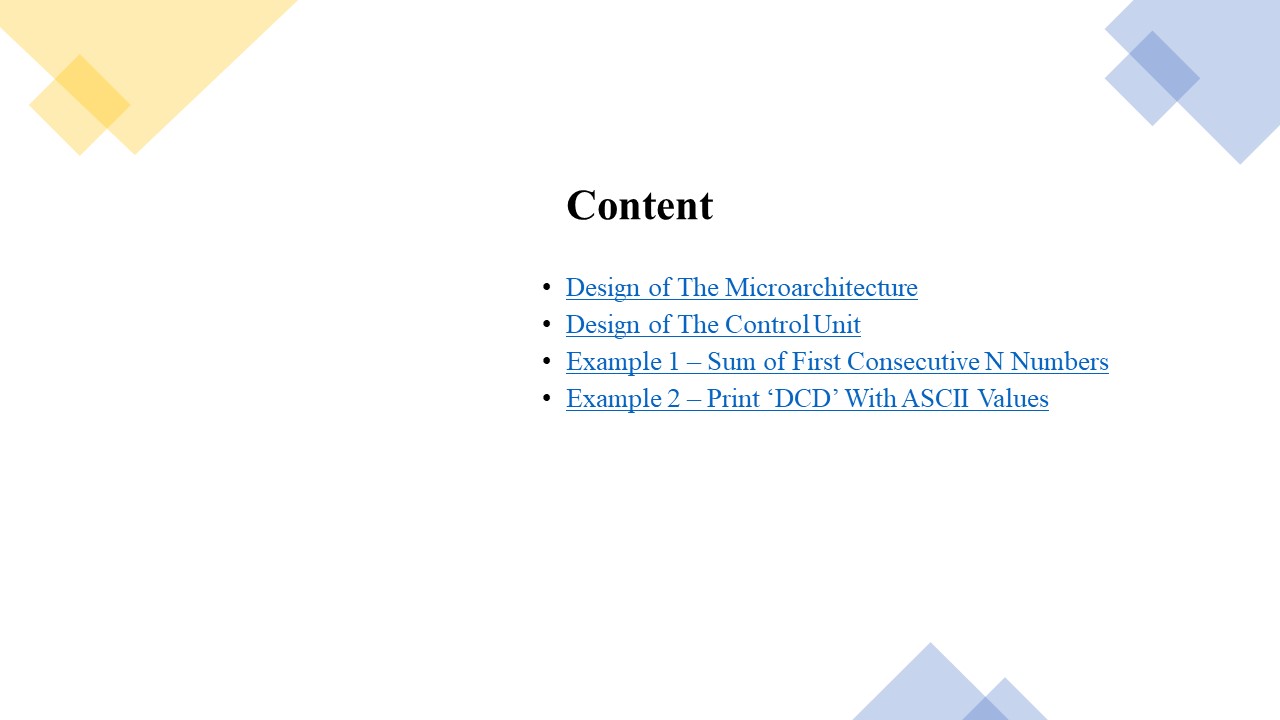 Content
• Design of The Microarchitecture
• Design of The Control Unit
• Example 1 – Sum of First Consecutive N Numbers
• Example 2 – Print ‘DCD’ With ASCII Values